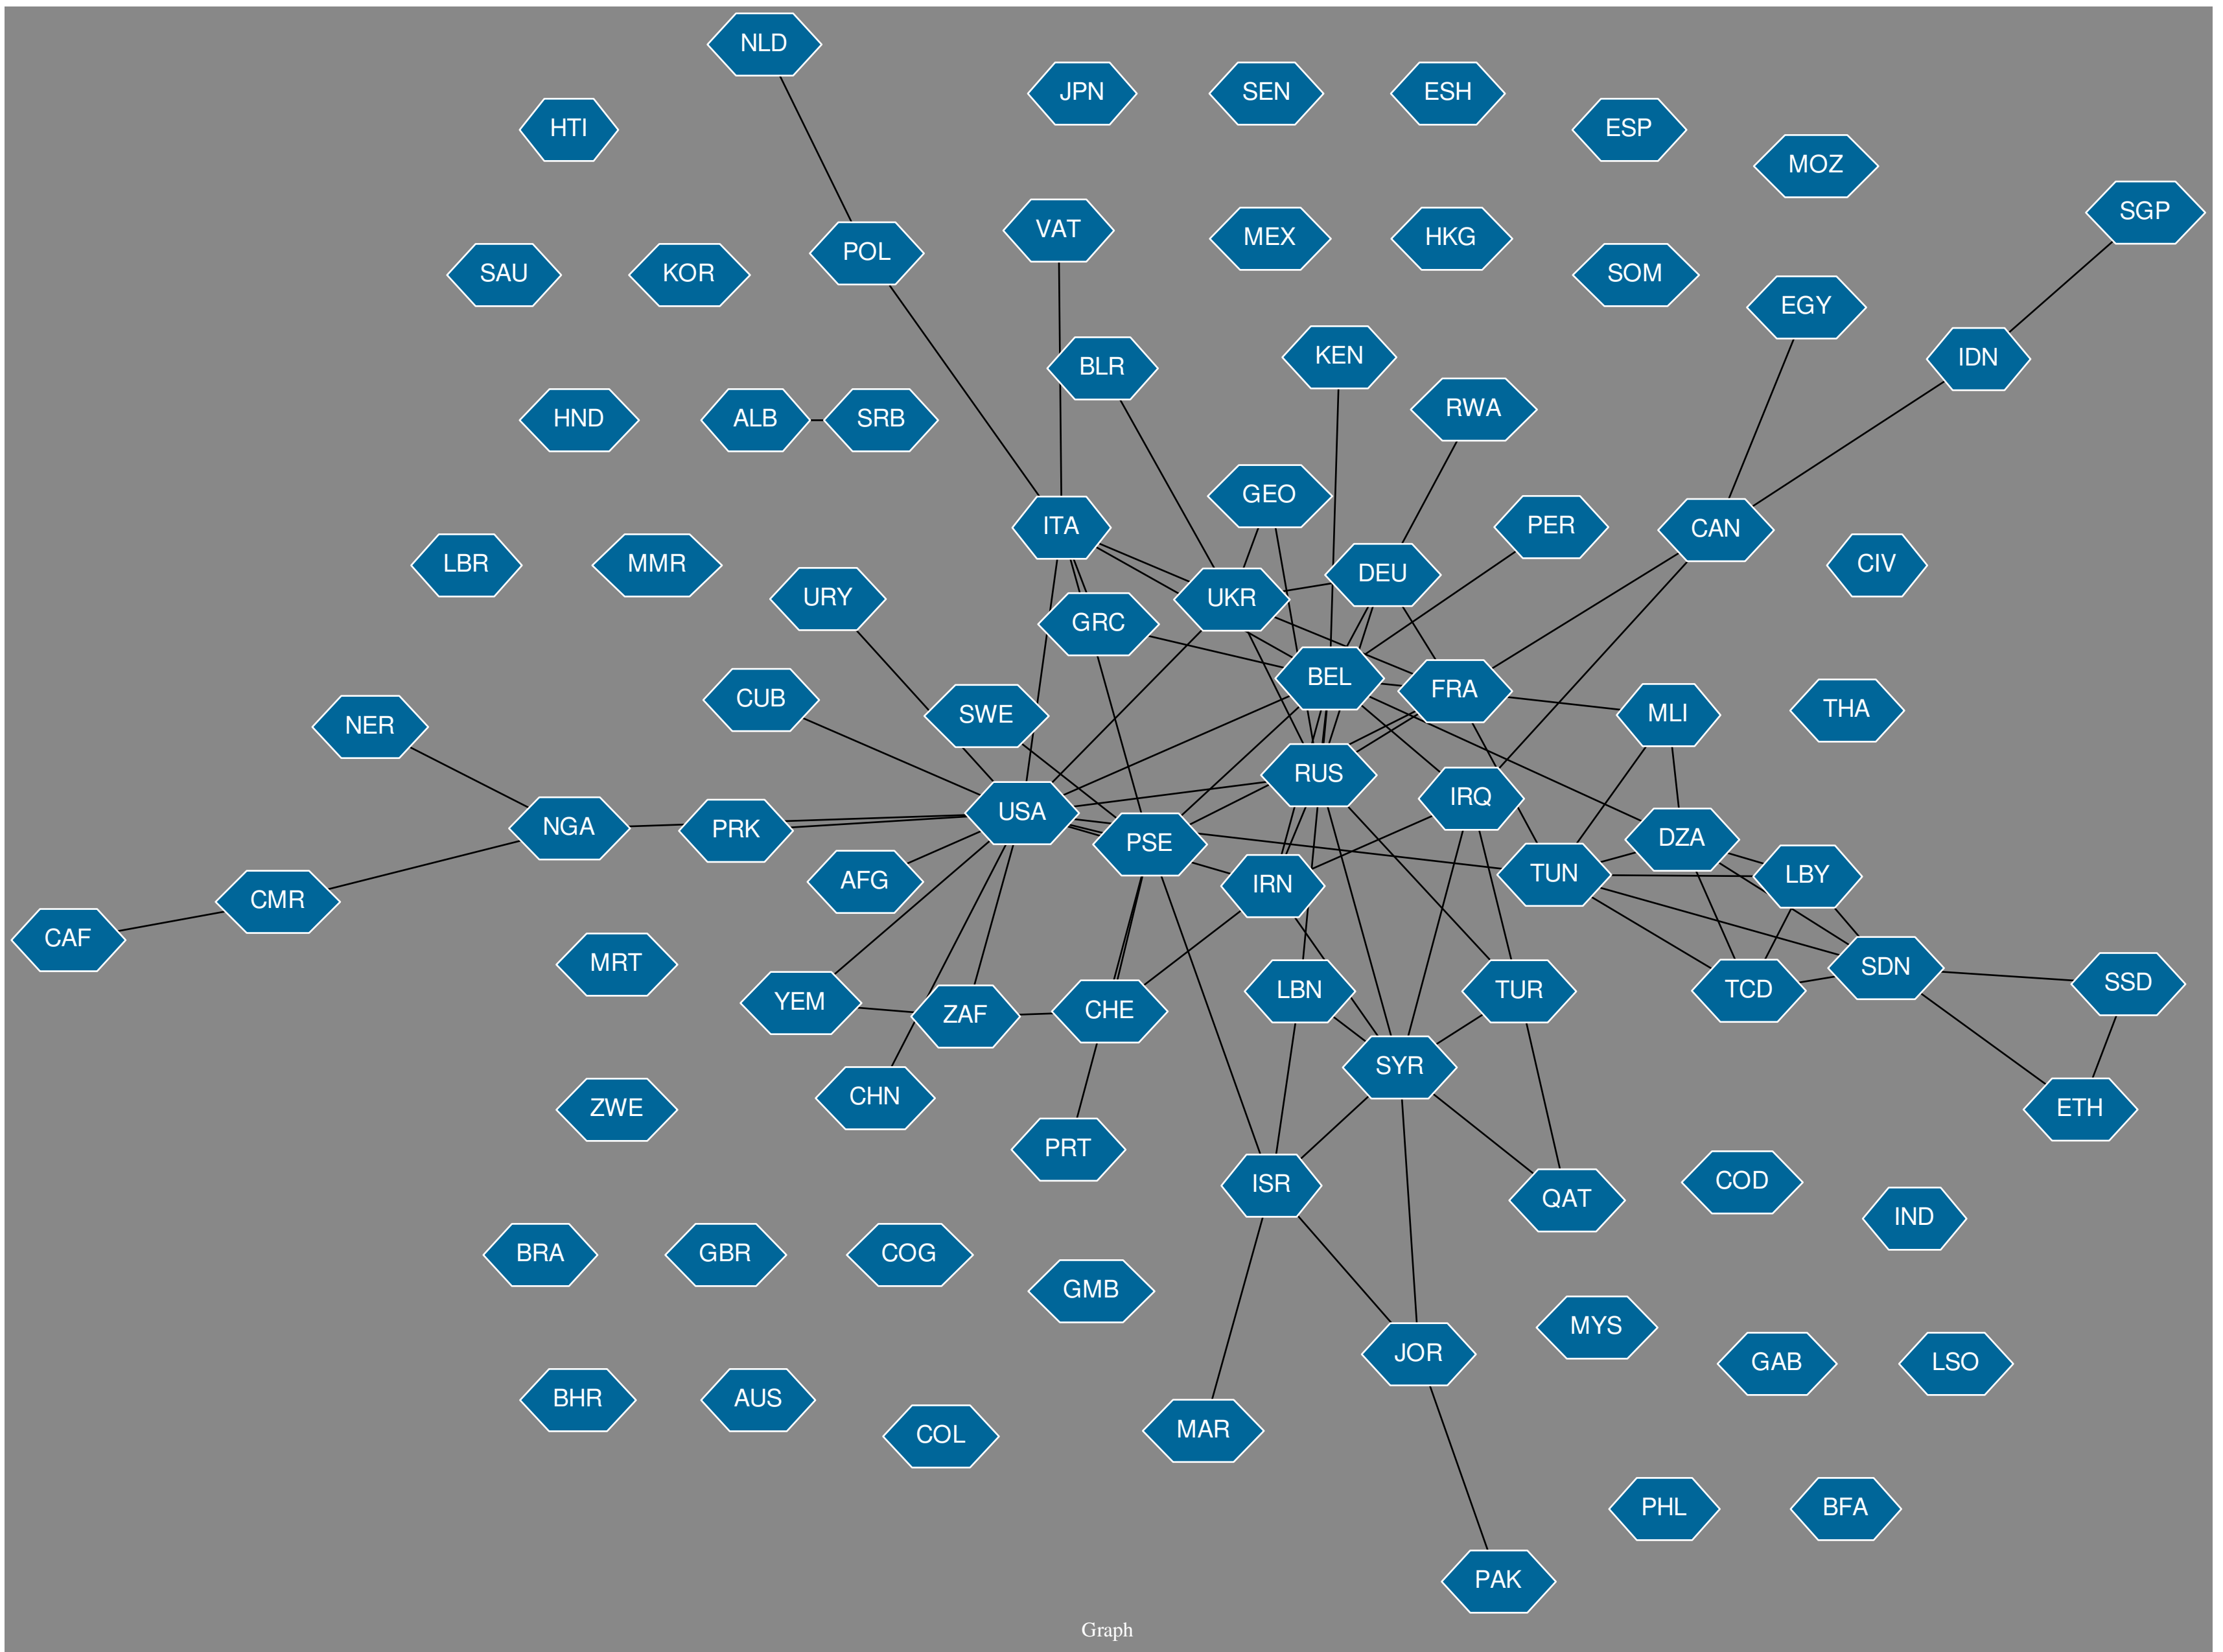 NLD
JPN
SEN
ESH
HTI
ESP
MOZ
SGP
VAT
MEX
HKG
POL
SAU
KOR
SOM
EGY
KEN
IDN
BLR
RWA
HND
ALB
SRB
GEO
ITA
PER
CAN
LBR
MMR
CIV
DEU
URY
UKR
GRC
BEL
FRA
CUB
THA
SWE
MLI
NER
RUS
IRQ
USA
NGA
PRK
DZA
PSE
TUN
LBY
AFG
IRN
CMR
CAF
MRT
SDN
SSD
LBN
TUR
TCD
YEM
CHE
ZAF
SYR
CHN
ZWE
ETH
PRT
COD
ISR
QAT
IND
BRA
GBR
COG
GMB
MYS
JOR
GAB
LSO
BHR
AUS
MAR
COL
PHL
BFA
PAK
Graph